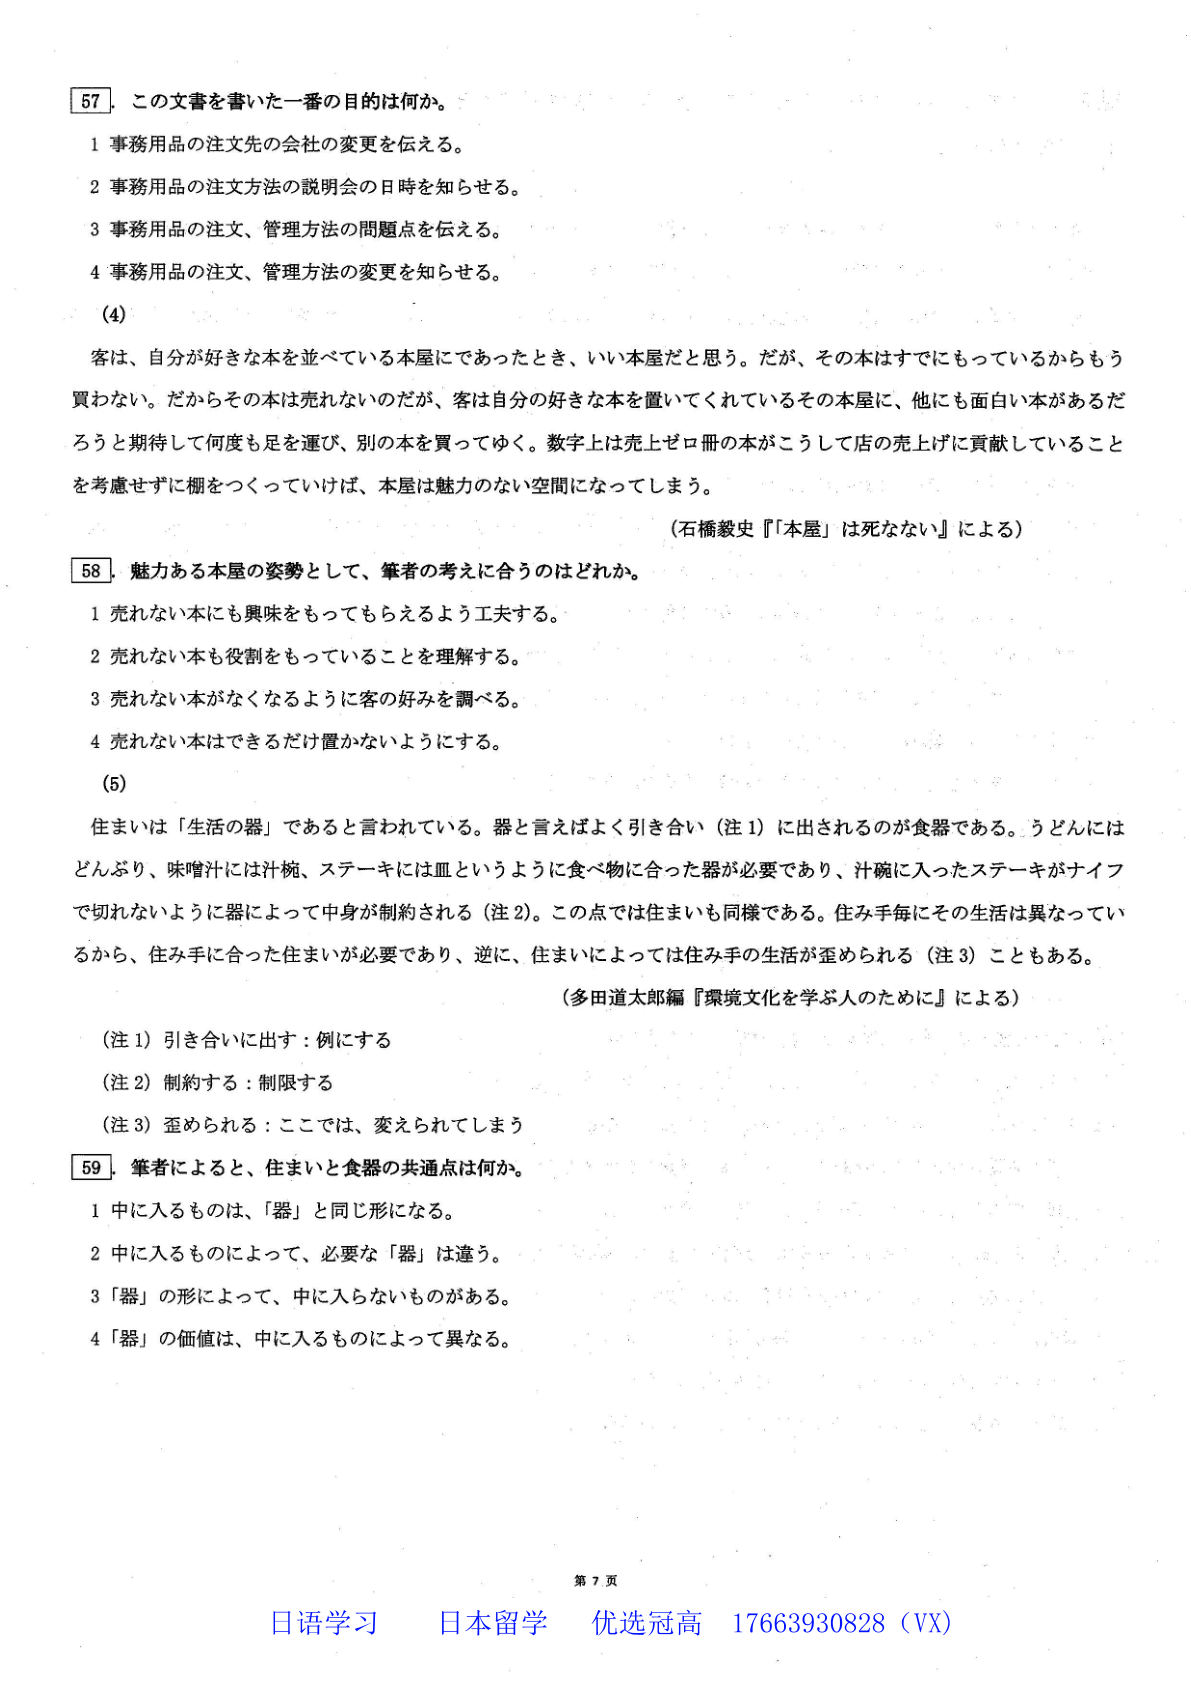 57. この文書を書いた一番の目的は何か。
1 事務用品の注文先の会社の変更を伝える。
2 事務用品の注文方法の説明会の日時を知らせる。
3 事務用品の注文、管理方法の問題点を伝える。
4 事務用品の注文、管理方法の変更を知らせる。
(4)
客は、自分が好きな本を並べている本屋にであったとき、いい本屋だと思う。だが、その本はすでにもっているからもう
買わない。だからその本は売れないのだが、客は自分の好きな本を置いてくれているその本屋に、他にも面白い本があるだ
ろうと期待して何度も足を運び、別の本を買ってゆく。数字上は売上ゼロ冊の本がこうして店の売上げに貢献していること
を考慮せずに棚をつくっていけば、本屋は魅力のない空間になってしまう。
（石橋毅史『「本屋」は死なない』による）
58. 魅力ある本屋の姿勢として、筆者の考えに合うのはどれか。
1 売れない本にも興味をもってもらえるよう工夫する。
2 売れない本も役割をもっていることを理解する。
3 売れない本がなくなるように客の好みを調べる。
4 売れない本はできるだけ置かないようにする。
(5)
住まいは「生活の器」であると言われている。器と言えばよく引き合い（注 1）に出されるのが食器である。うどんには
どんぶり、味噌汁には汁椀、ステーキには皿というように食べ物に合った器が必要であり、汁碗に入ったステーキがナイフ
で切れないように器によって中身が制約される（注 2）。この点では住まいも同様である。住み手毎にその生活は異なってい
るから、住み手に合った住まいが必要であり、逆に、住まいによっては住み手の生活が歪められる（注 3）こともある。
（多田道太郎編『環境文化を学ぶ人のために』による）
（注 1）引き合いに出す：例にする
（注 2）制約する：制限する
（注 3）歪められる：ここでは、変えられてしまう
59. 筆者によると、住まいと食器の共通点は何か。
1 中に入るものは、「器」と同じ形になる。
2 中に入るものによって、必要な「器」は違う。
3「器」の形によって、中に入らないものがある。
4「器」の価値は、中に入るものによって異なる。
第 7 页
日语学习 日本留学 优选冠高 17663930828（VX）